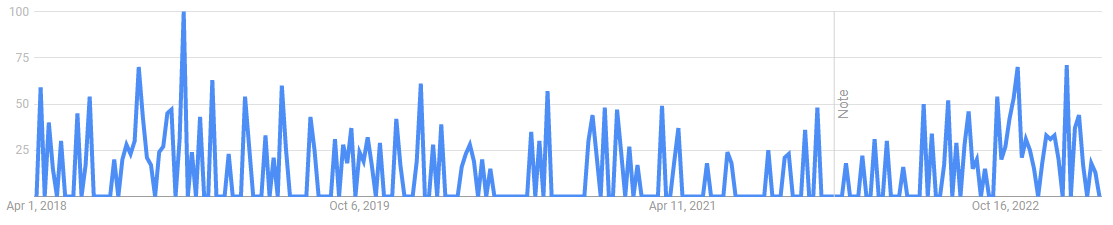 100
75
50
25
Note
Apr 1, 2018
Oct 6, 2019
Apr 11, 2021
Oct 16, 2022